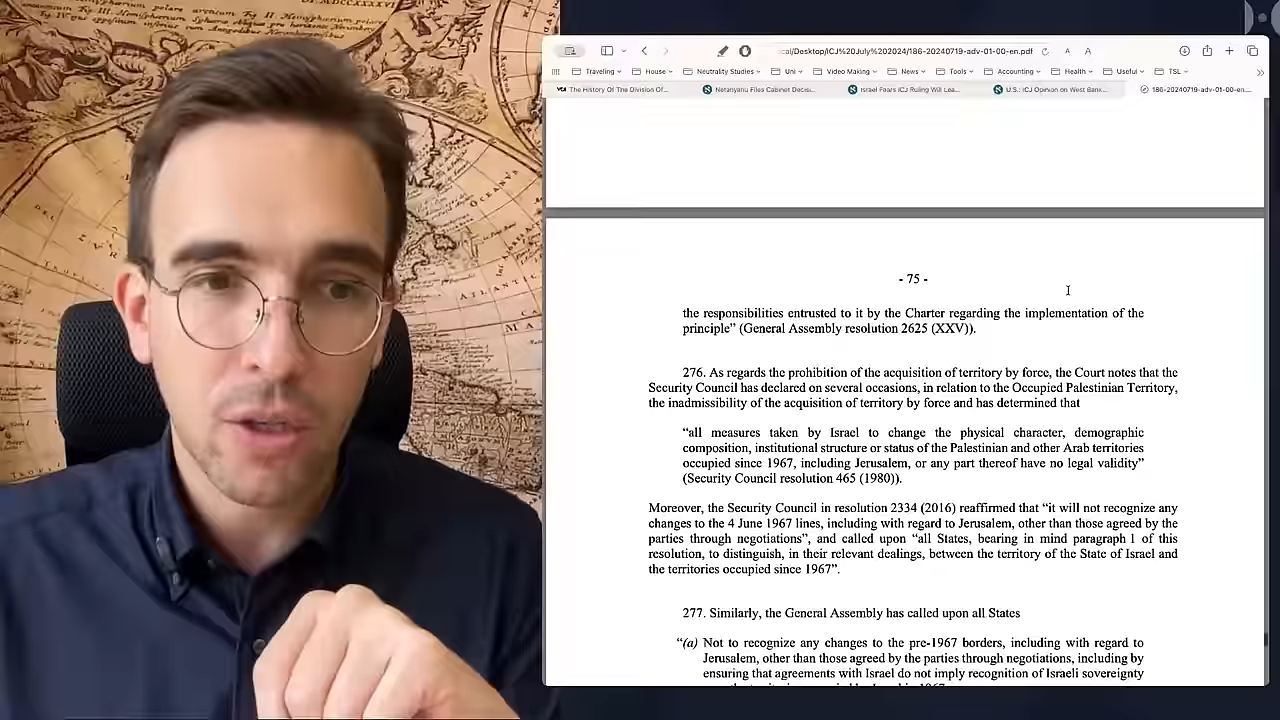 al/Desktop/ICJ%20July%202024/186-20240719-adv-01-00-en.pdf
A A
Traveling House Neutrality Studies Uni Video Making News Tools Accounting Health Useful TSL
The History Of The Division Of... Netanyahu Files Cabinet Decisi... Israel Fears ICJ Ruling Will Lea... U.S.: ICJ Opinion on West Bank... 186-20240719-adv-01-00-en....
- 75 -
the responsibilities entrusted to it by the Charter regarding the implementation of the
principle” (General Assembly resolution 2625 (XXV)).
276. As regards the prohibition of the acquisition of territory by force, the Court notes that the
Security Council has declared on several occasions, in relation to the Occupied Palestinian Territory,
the inadmissibility of the acquisition of territory by force and has determined that
“all measures taken by Israel to change the physical character, demographic
composition, institutional structure or status of the Palestinian and other Arab territories
occupied since 1967, including Jerusalem, or any part thereof have no legal validity”
(Security Council resolution 465 (1980)).
Moreover, the Security Council in resolution 2334 (2016) reaffirmed that “it will not recognize any
changes to the 4 June 1967 lines, including with regard to Jerusalem, other than those agreed by the
parties through negotiations”, and called upon “all States, bearing in mind paragraph 1 of this
resolution, to distinguish, in their relevant dealings, between the territory of the State of Israel and
the territories occupied since 1967”.
277. Similarly, the General Assembly has called upon all States
“(a) Not to recognize any changes to the pre-1967 borders, including with regard to
Jerusalem, other than those agreed by the parties through negotiations, including by
ensuring that agreements with Israel do not imply recognition of Israeli sovereignty